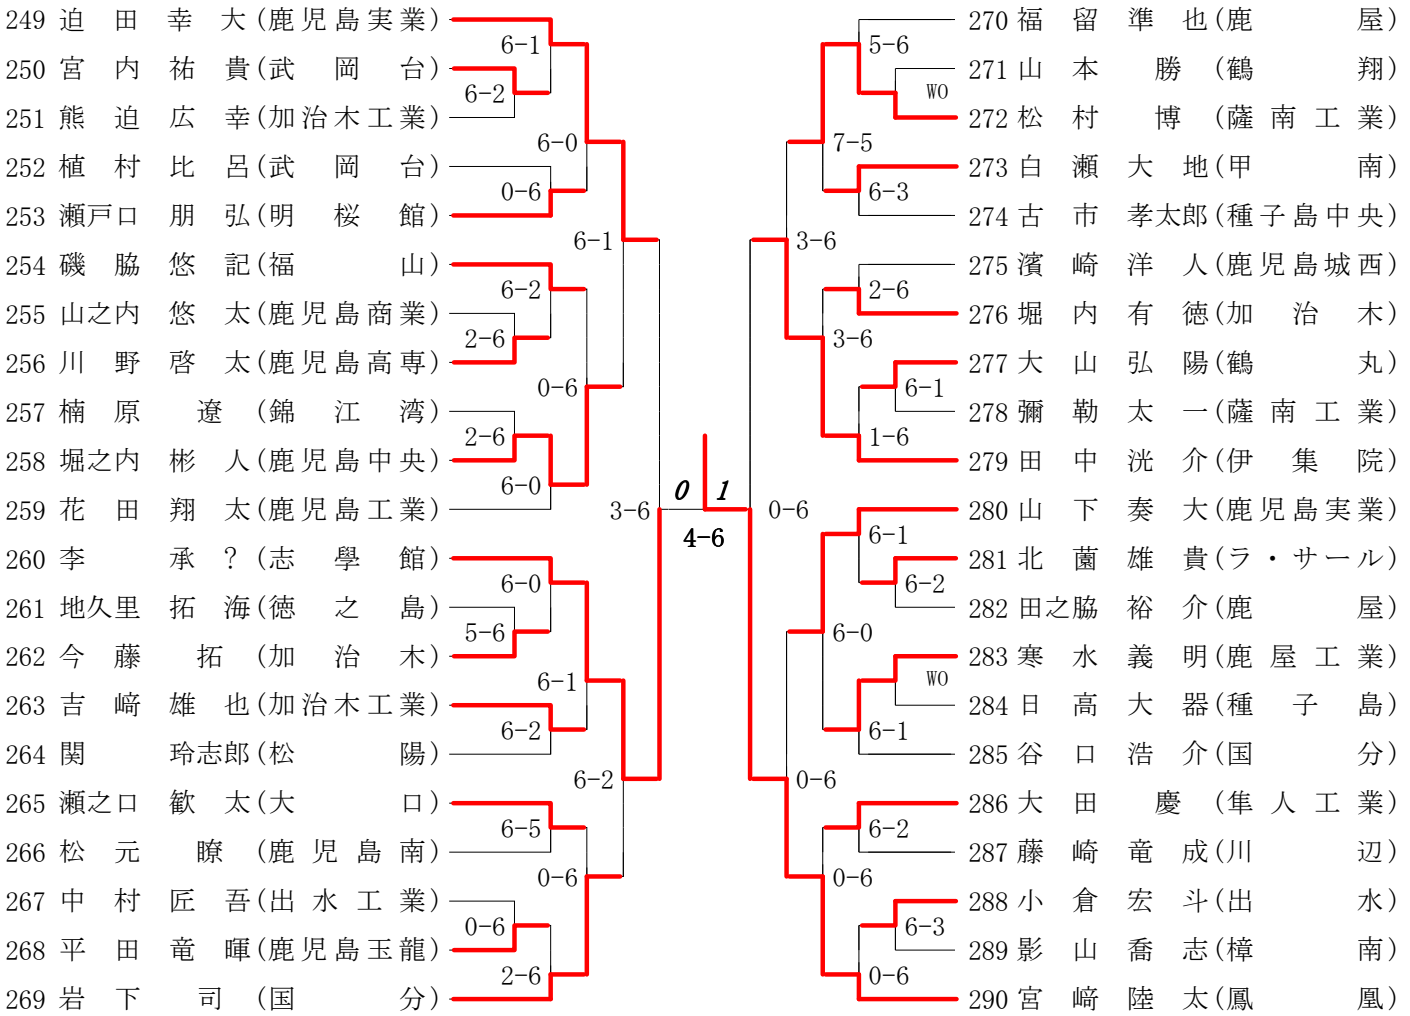 249 迫田幸大(鹿児島実業)
250 宮内祐貴(武岡台)
251 熊迫広幸(加治木工業)
252 植村比呂(武岡台)
253 瀬戸口朋弘(明桜館)
254 磯脇悠記(福山)
255 山之内悠太(鹿児島商業)
256 川野啓太(鹿児島高専)
257 楠原遼(錦江湾)
258 堀之内彬人(鹿児島中央)
259 花田翔太(鹿児島工業)
260 李承?(志學館)
261 地久里拓海(徳之島)
262 今藤拓(加治木)
263 吉﨑雄也(加治木工業)
264 関玲志郎(松陽)
265 瀬之口歓太(大口)
266 松元瞭(鹿児島南)
267 中村匠吾(出水工業)
268 平田竜暉(鹿児島玉龍)
269 岩下司(国分)
6-1
6-2
6-0
0-6
6-1
6-2
2-6
0-6
2-6
6-0
3-6
6-0
5-6
6-1
6-2
6-2
6-5
0-6
0-6
2-6
0 1
4-6
5-6
WO
7-5
6-3
3-6
2-6
3-6
6-1
1-6
0-6
6-1
6-2
6-0
WO
6-1
0-6
6-2
0-6
6-3
0-6
270 福留準也(鹿屋)
271 山本勝(鶴翔)
272 松村博(薩南工業)
273 白瀬大地(甲南)
274 古市孝太郎(種子島中央)
275 濱崎洋人(鹿児島城西)
276 堀内有徳(加治木)
277 大山弘陽(鶴丸)
278 彌勒太一(薩南工業)
279 田中洸介(伊集院)
280 山下奏大(鹿児島実業)
281 北薗雄貴(ラ・サール)
282 田之脇裕介(鹿屋)
283 寒水義明(鹿屋工業)
284 日高大器(種子島)
285 谷口浩介(国分)
286 大田慶(隼人工業)
287 藤崎竜成(川辺)
288 小倉宏斗(出水)
289 影山喬志(樟南)
290 宮﨑陸太(鳳凰)